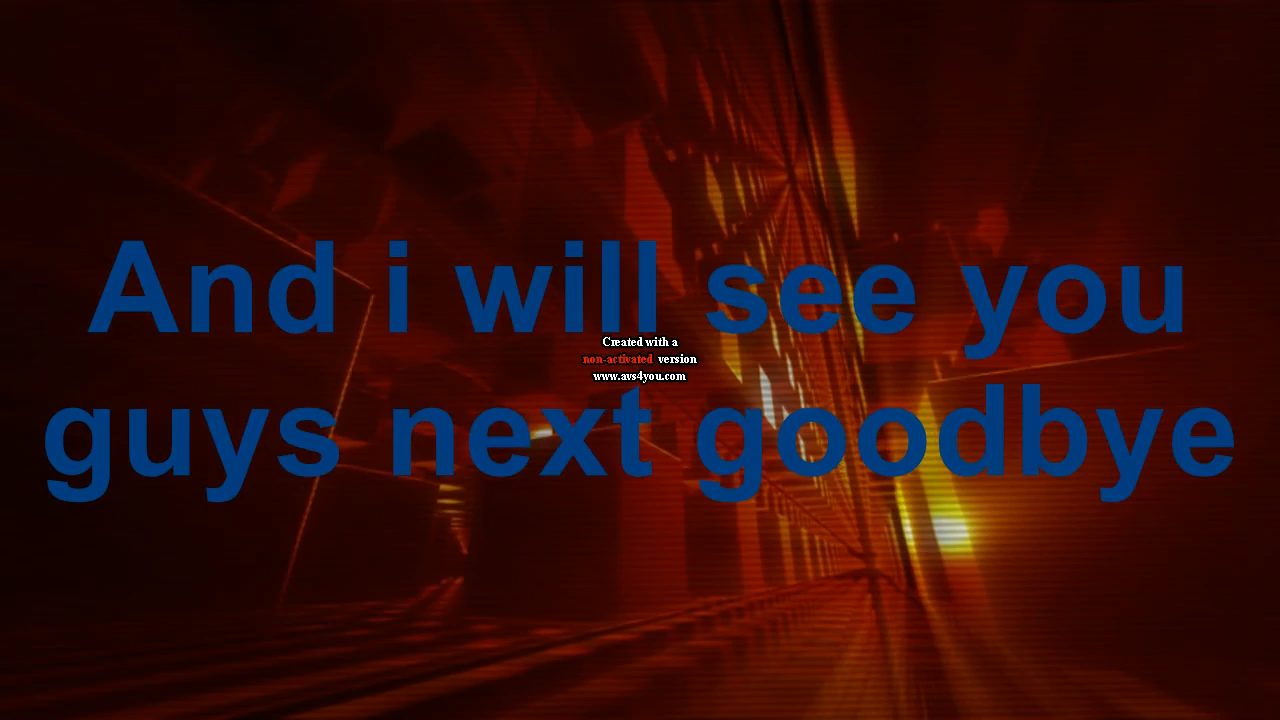 And i will see you
Created with a
non-activated version
www.avs4you.com
guys next goodbye